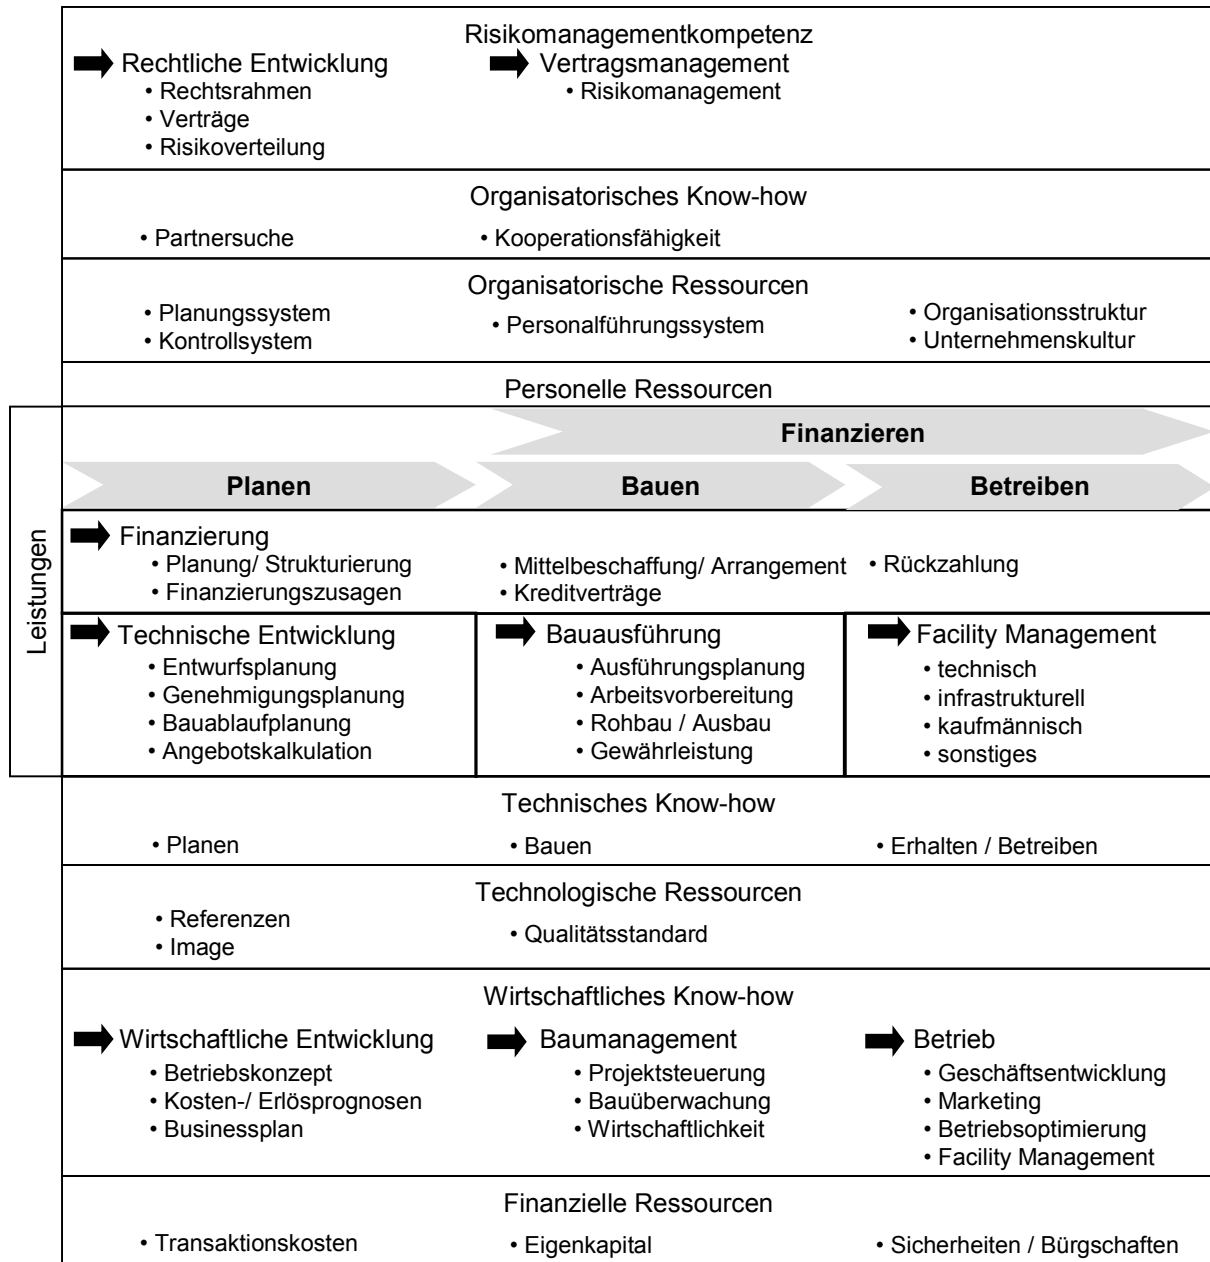 Risikomanagementkompetenz
Rechtliche Entwicklung
• Rechtsrahmen
• Verträge
• Risikoverteilung
Vertragsmanagement
• Risikomanagement
Organisatorisches Know-how
• Partnersuche
• Kooperationsfähigkeit
Organisatorische Ressourcen
• Planungssystem
• Kontrollsystem
• Personalführungssystem
• Organisationsstruktur
• Unternehmenskultur
Personelle Ressourcen
Leistungen
Finanzieren
Planen
Bauen
Betreiben
Finanzierung
• Planung/ Strukturierung
• Finanzierungszusagen
• Mittelbeschaffung/ Arrangement
• Kreditverträge
• Rückzahlung
Technische Entwicklung
• Entwurfsplanung
• Genehmigungsplanung
• Bauablaufplanung
• Angebotskalkulation
Bauausführung
• Ausführungsplanung
• Arbeitsvorbereitung
• Rohbau / Ausbau
• Gewährleistung
Facility Management
• technisch
• infrastrukturell
• kaufmännisch
• sonstiges
Technisches Know-how
• Planen
• Bauen
• Erhalten / Betreiben
Technologische Ressourcen
• Referenzen
• Image
• Qualitätsstandard
Wirtschaftliches Know-how
Wirtschaftliche Entwicklung
• Betriebskonzept
• Kosten-/ Erlösprognosen
• Businessplan
Baumanagement
• Projektsteuerung
• Bauüberwachung
• Wirtschaftlichkeit
Betrieb
• Geschäftsentwicklung
• Marketing
• Betriebsoptimierung
• Facility Management
Finanzielle Ressourcen
• Transaktionskosten
• Eigenkapital
• Sicherheiten / Bürgschaften